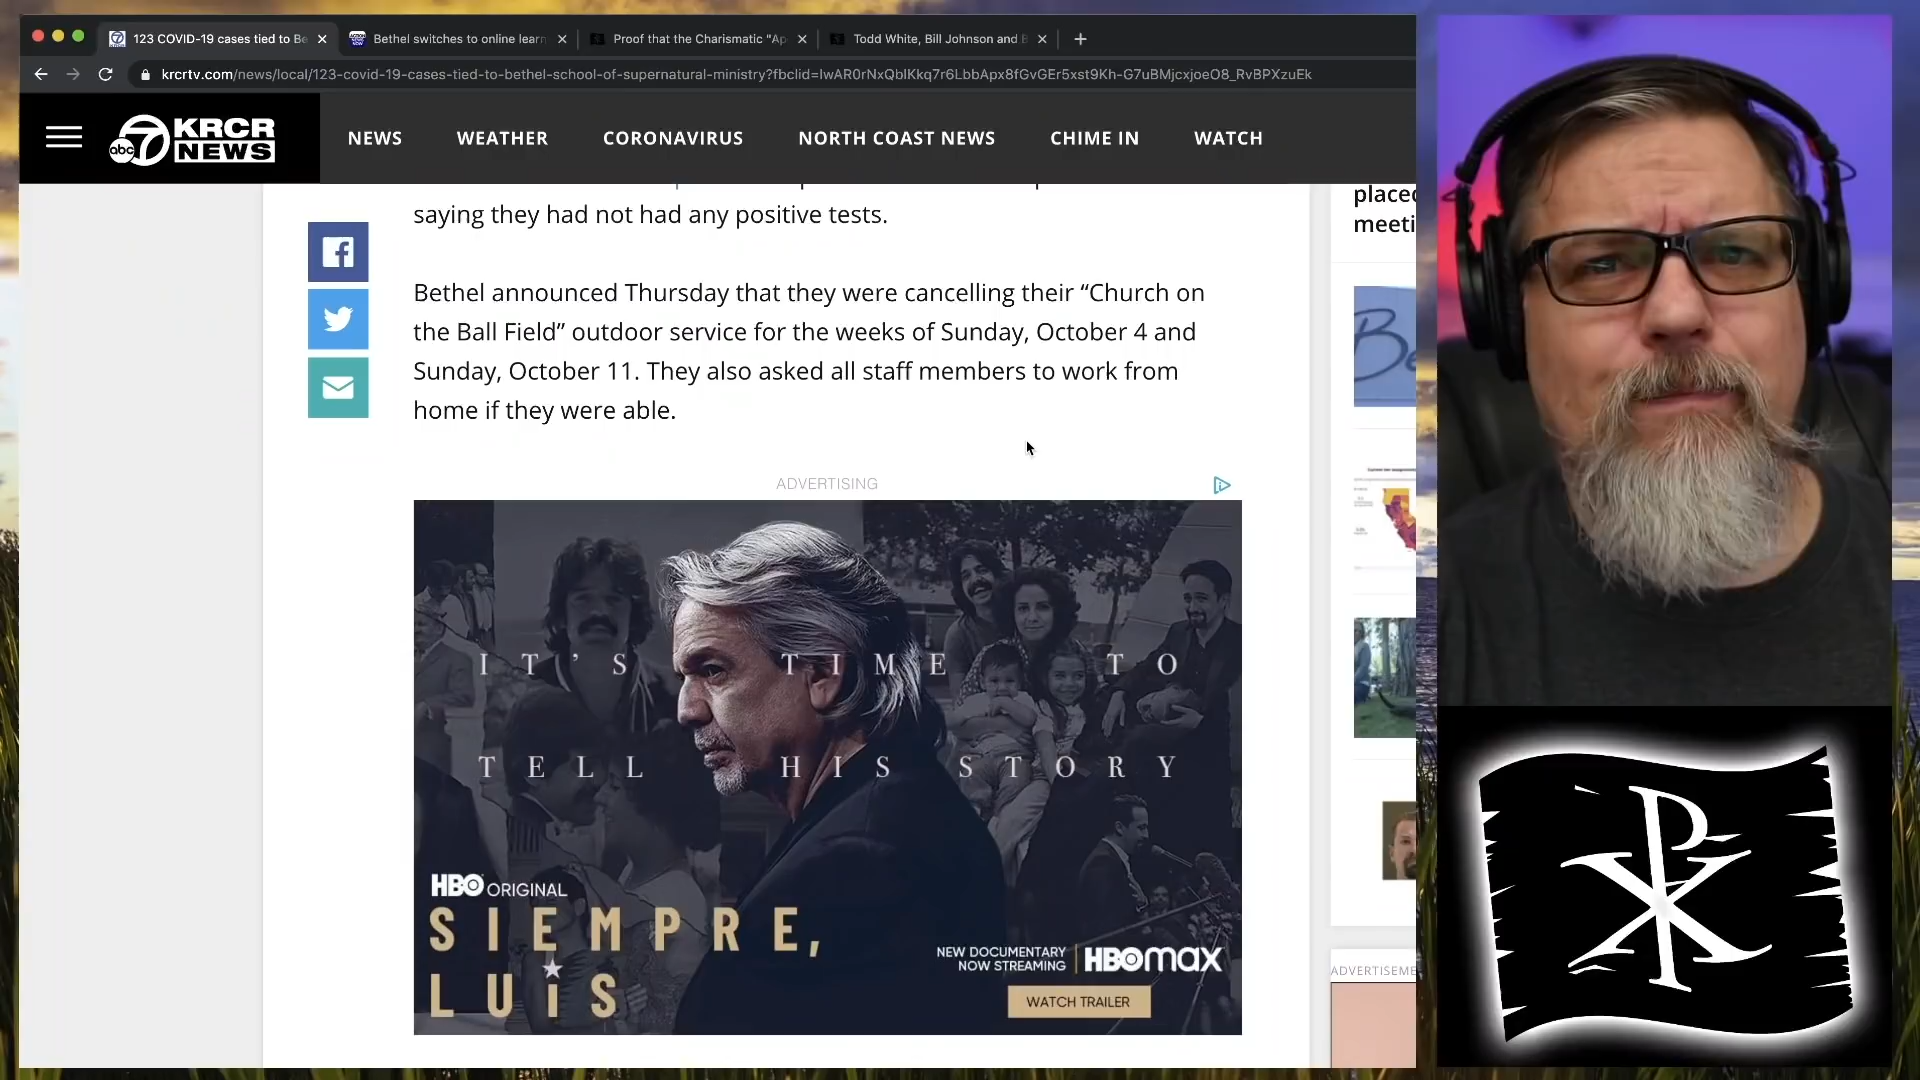 123 COVID-19 cases tied to Be
Bethel switches to online learn
Proof that the Charismatic "Ap
Todd White, Bill Johnson and B
krcrtv.com/news/local/123-covid-19-cases-tied-to-bethel-school-of-supernatural-ministry?fbclid=IwAR0rNxQbIKkq7r6LbbApx8fGvGEr5xst9Kh-G7uBMjcxjoeO8_RvBPXzuEk
abc 7 KRCR NEWS
NEWS
WEATHER
CORONAVIRUS
NORTH COAST NEWS
CHIME IN
WATCH
saying they had not had any positive tests.
Bethel announced Thursday that they were cancelling their “Church on
the Ball Field” outdoor service for the weeks of Sunday, October 4 and
Sunday, October 11. They also asked all staff members to work from
home if they were able.
ADVERTISING
IT’S TIME TO
TELL HIS STORY
HBO ORIGINAL
SIEMPRE,
LUiS
NEW DOCUMENTARY
NOW STREAMING
HBOmax
WATCH TRAILER
placed
meeti
Be
ADVERTISEME